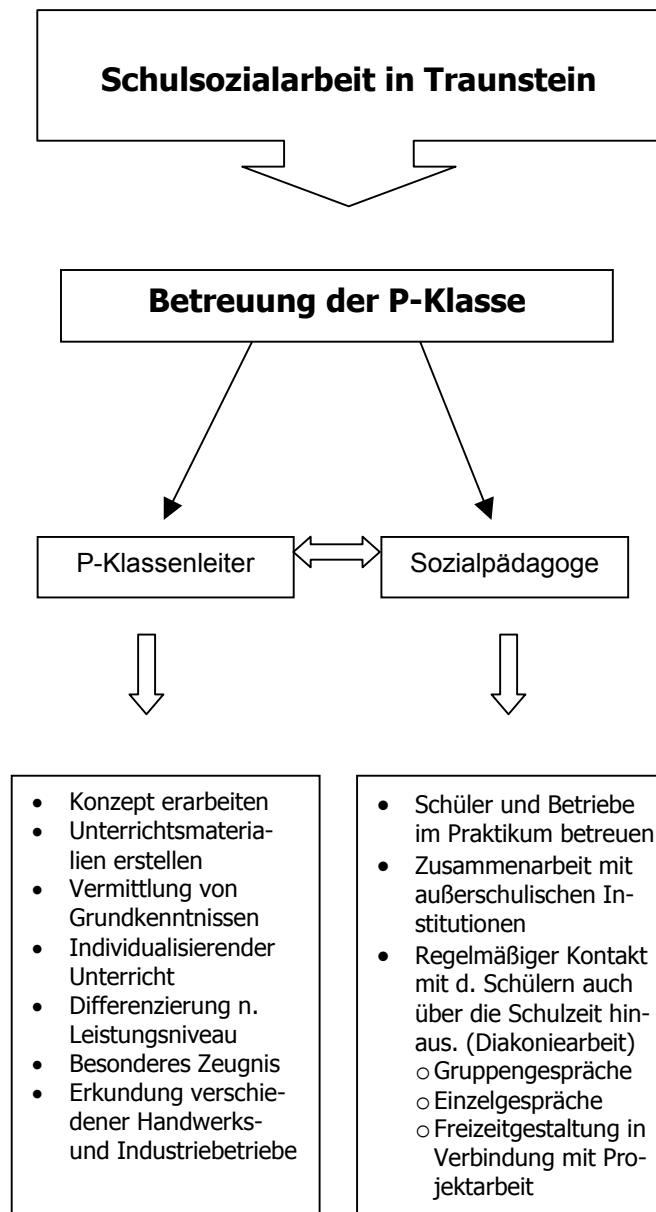 Schulsozialarbeit in Traunstein
Betreuung der P-Klasse
P-Klassenleiter
Sozialpädagoge
• Konzept erarbeiten
• Unterrichtsmateria-
lien erstellen
• Vermittlung von
Grundkenntnissen
• Individualisierender
Unterricht
• Differenzierung n.
Leistungsniveau
• Besonderes Zeugnis
• Erkundung verschie-
dener Handwerks-
und Industriebetriebe
• Schüler und Betriebe
im Praktikum betreuen
• Zusammenarbeit mit
außerschulischen In-
stitutionen
• Regelmäßiger Kontakt
mit d. Schülern auch
über die Schulzeit hin-
aus. (Diakoniearbeit)
o Gruppengespräche
o Einzelgespräche
o Freizeitgestaltung in
Verbindung mit Pro-
jektarbeit